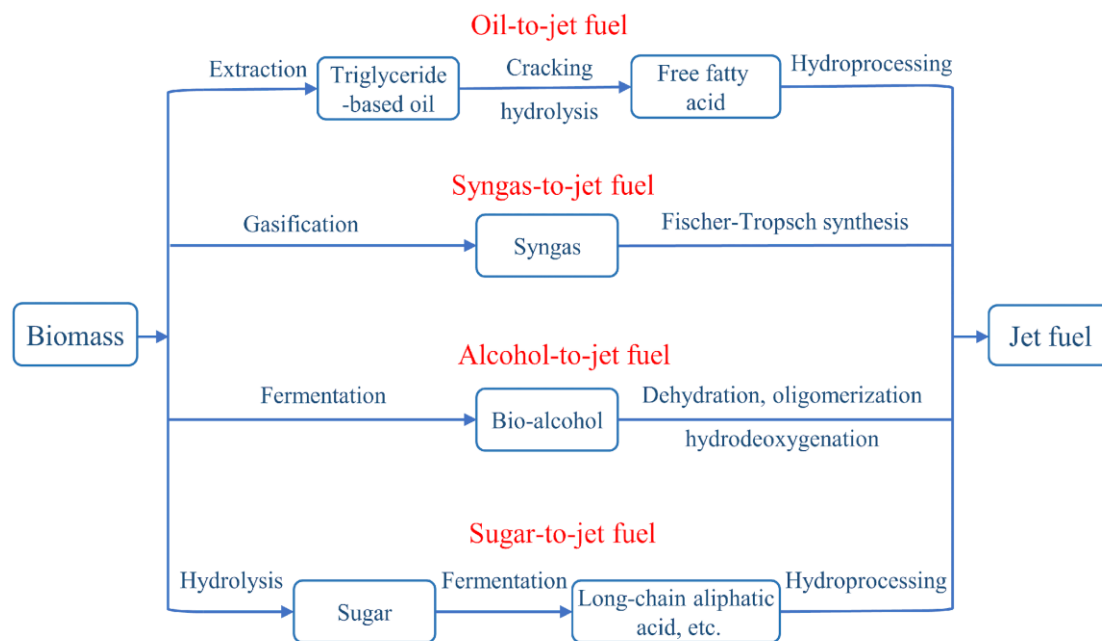 Oil-to-jet fuel
Extraction
Triglyceride
-based oil
Cracking
hydrolysis
Free fatty
acid
Hydroprocessing
Syngas-to-jet fuel
Gasification
Syngas
Fischer-Tropsch synthesis
Biomass
Jet fuel
Alcohol-to-jet fuel
Fermentation
Bio-alcohol
Dehydration, oligomerization
hydrodeoxygenation
Sugar-to-jet fuel
Hydrolysis
Sugar
Fermentation
Long-chain aliphatic
acid, etc.
Hydroprocessing